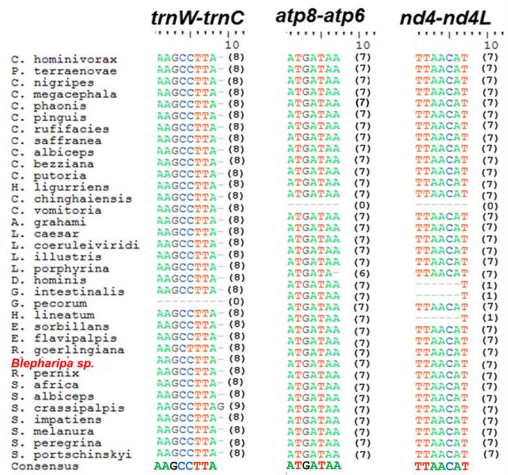 trnW-trnC atp8-atp6 nd4-nd4L
10 10 10
C. hominivorax AAGCCTTA- (8) ATGATAA (7) TTAACAT (7)
P. terraenovae AAGCCTTA- (8) ATGATAA (7) TTAACAT (7)
C. nigripes AAGCCTTA- (8) ATGATAA (7) TTAACAT (7)
C. megacephala AAGCCTTA- (8) ATGATAA (7) TTAACAT (7)
C. phaonis AAGCCTTA- (8) ATGATAA (7) TTAACAT (7)
C. pinguis AAGCCTTA- (8) ATGATAA (7) TTAACAT (7)
C. rufifacies AAGCCTTA- (8) ATGATAA (7) TTAACAT (7)
C. saffranea AAGCCTTA- (8) ATGATAA (7) TTAACAT (7)
C. albiceps AAGCCTTA- (8) ATGATAA (7) TTAACAT (7)
C. bezziana AAGCCTTA- (8) ATGATAA (7) TTAACAT (7)
C. putoria AAGCCTTA- (8) ATGATAA (7) TTAACAT (7)
H. ligurriens AAGCCTTA- (8) ATGATAA (7) TTAACAT (7)
C. chinghaiensis AAGCCTTA- (8) ATGATAA (7) TTAACAT (7)
C. vomitoria AAGCCTTA- (8) ------- (0) ------- (0)
A. grahami AAGCCTTA- (8) ATGATAA (7) TTAACAT (7)
L. caesar AAGCCTTA- (8) ATGATAA (7) TTAACAT (7)
L. coeruleiviridi AAGCCTTA- (8) ATGATAA (7) TTAACAT (7)
L. illustris AAGCCTTA- (8) ATGATAA (7) TTAACAT (7)
L. porphyrina AAGCCTTA- (8) ATGATAA (7) TTAACAT (7)
D. hominis AAGCCTTA- (8) ATGATA- (6) TTAACAT (7)
G. intestinalis AAGCCTTA- (8) ATGATAA (7) ------T (1)
G. pecorum --------- (0) ATGATAA (7) ------T (1)
H. lineatum AAGCCTTA- (8) ATGATAA (7) TTAACAT (7)
E. sorbillans AAGCCTTA- (8) ATGATAA (7) ------T (1)
E. flavipalpis AAGCCTTA- (8) ATGATAA (7) TTAACAT (7)
R. goerlingiana AAGCTTTA- (8) ATGATAA (7) TTAACAT (7)
Blepharipa sp. AAGCCTTA- (8) ATGATAA (7) TTAACAT (7)
R. pernix AAGCCTTA- (8) ATGATAA (7) TTAACAT (7)
S. africa AAGCCTTA- (8) ATGATAA (7) TTAACAT (7)
S. albiceps AAGCCTTA- (8) ATGATAA (7) TTAACAT (7)
S. crassipalpis AAGCCTTAG (9) ATGATAA (7) TTAACAT (7)
S. impatiens AAGCCTTA- (8) ATGATAA (7) TTAACAT (7)
S. melanura AAGCCTTA- (8) ATGATAA (7) TTAACAT (7)
S. peregrina AAGCCTTA- (8) ATGATAA (7) TTAACAT (7)
S. portschinskyi AAGCCTTA- (8) ATGATAA (7) TTAACAT (7)
Consensus AAGCCTTA ATGATAA TTAACAT